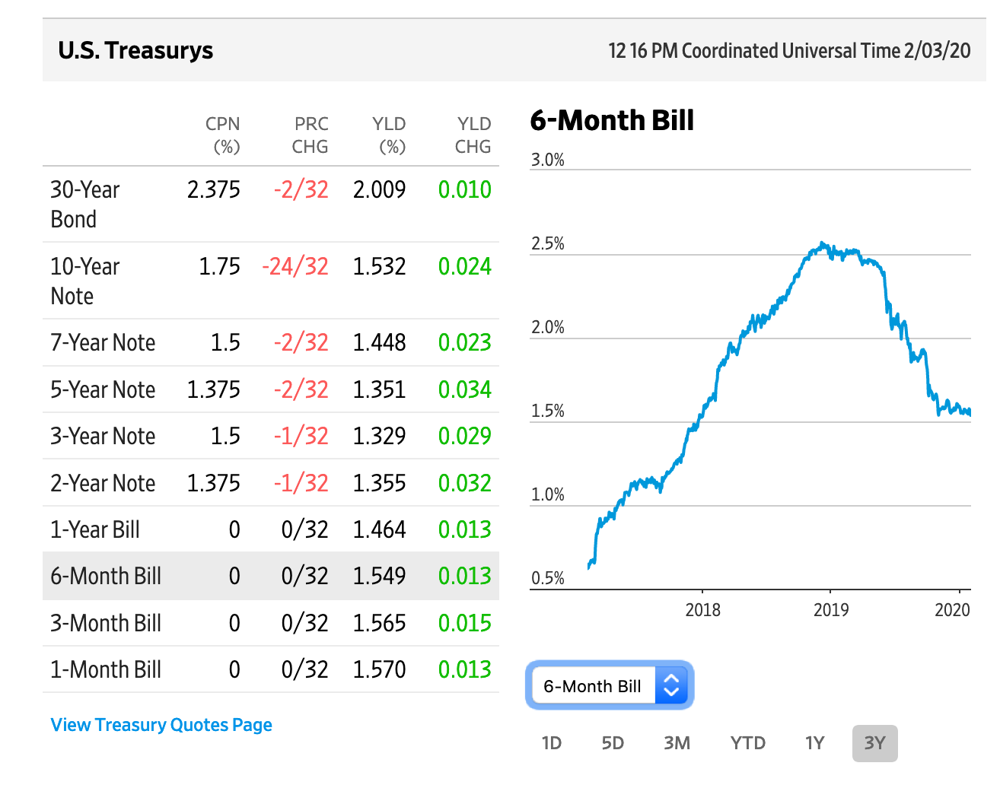 U.S. Treasurys
12 16 PM Coordinated Universal Time 2/03/20
CPN (%) PRC CHG YLD (%) YLD CHG
30-Year Bond 2.375 -2/32 2.009 0.010
10-Year Note 1.75 -24/32 1.532 0.024
7-Year Note 1.5 -2/32 1.448 0.023
5-Year Note 1.375 -2/32 1.351 0.034
3-Year Note 1.5 -1/32 1.329 0.029
2-Year Note 1.375 -1/32 1.355 0.032
1-Year Bill 0 0/32 1.464 0.013
6-Month Bill 0 0/32 1.549 0.013
3-Month Bill 0 0/32 1.565 0.015
1-Month Bill 0 0/32 1.570 0.013
View Treasury Quotes Page
6-Month Bill
3.0%
2.5%
2.0%
1.5%
1.0%
0.5%
2018 2019 2020
6-Month Bill
1D 5D 3M YTD 1Y 3Y